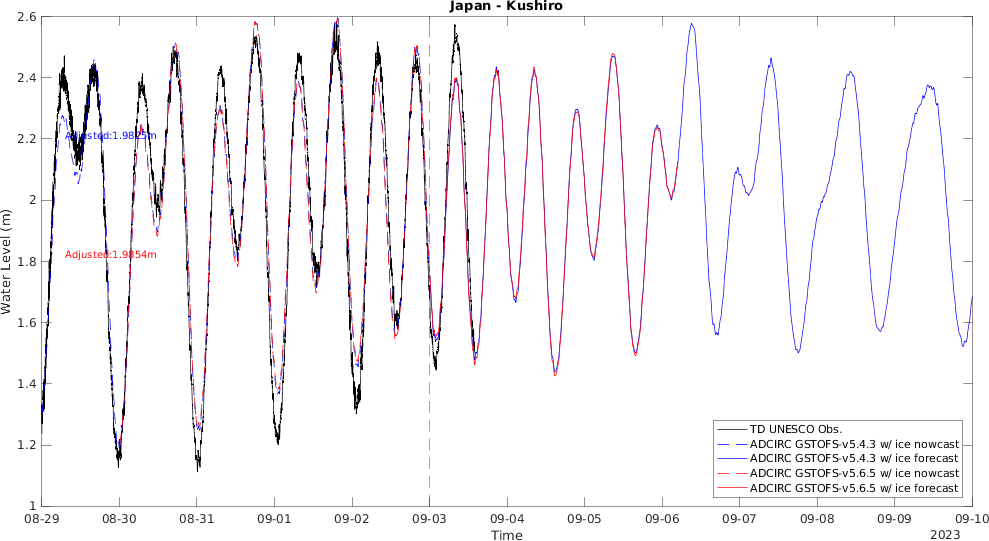 Japan - Kushiro
2.6
2.4
2.2
2
1.8
1.6
1.4
1.2
1
Water Level (m)
Adjusted:1.9825m
Adjusted:1.9854m
TD UNESCO Obs.
ADCIRC GSTOFS-v5.4.3 w/ ice nowcast
ADCIRC GSTOFS-v5.4.3 w/ ice forecast
ADCIRC GSTOFS-v5.6.5 w/ ice nowcast
ADCIRC GSTOFS-v5.6.5 w/ ice forecast
08-29 08-30 08-31 09-01 09-02 09-03 09-04 09-05 09-06 09-07 09-08 09-09 09-10
Time
2023